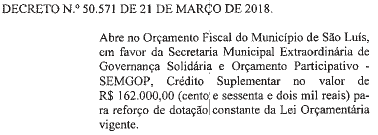 DECRETO N.º 50.571 DE 21 DE MARÇO DE 2018.
Abre no Orçamento Fiscal do Município de São Luís,
em favor da Secretaria Municipal Extraordinária de
Governança Solidária e Orçamento Participativo -
SEMGOP, Crédito Suplementar no valor de
R$ 162.000,00 (cento e sessenta e dois mil reais) pa-
ra reforço de dotação constante da Lei Orçamentária
vigente.